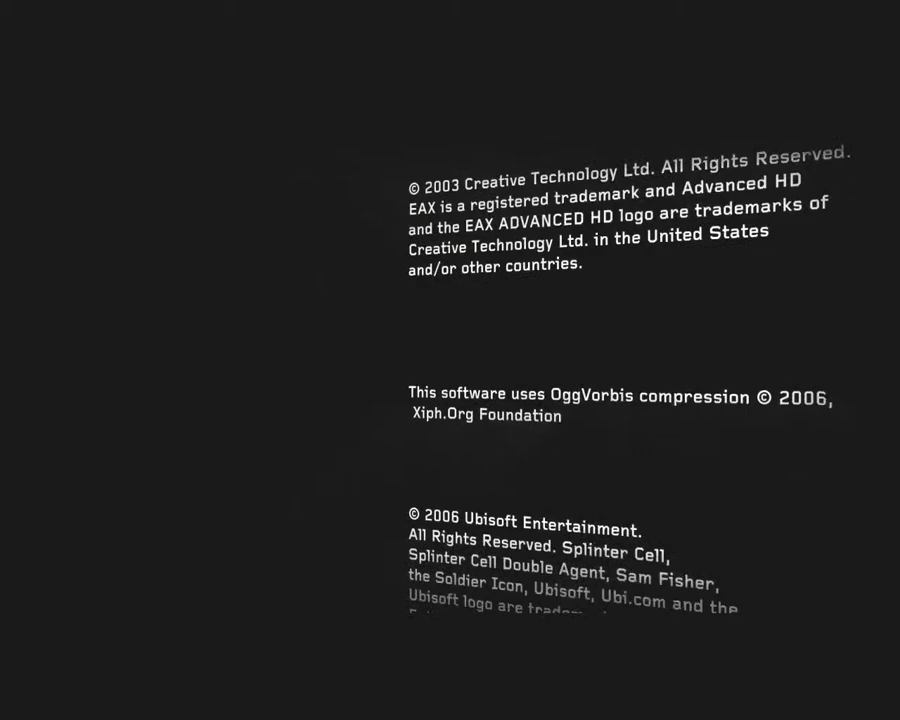 © 2003 Creative Technology Ltd. All Rights Reserved.
EAX is a registered trademark and Advanced HD
and the EAX ADVANCED HD logo are trademarks of
Creative Technology Ltd. in the United States
and/or other countries.
This software uses OggVorbis compression © 2006,
Xiph.Org Foundation
© 2006 Ubisoft Entertainment.
All Rights Reserved. Splinter Cell,
Splinter Cell Double Agent, Sam Fisher,
the Soldier Icon, Ubisoft, Ubi.com and the
Ubisoft logo are